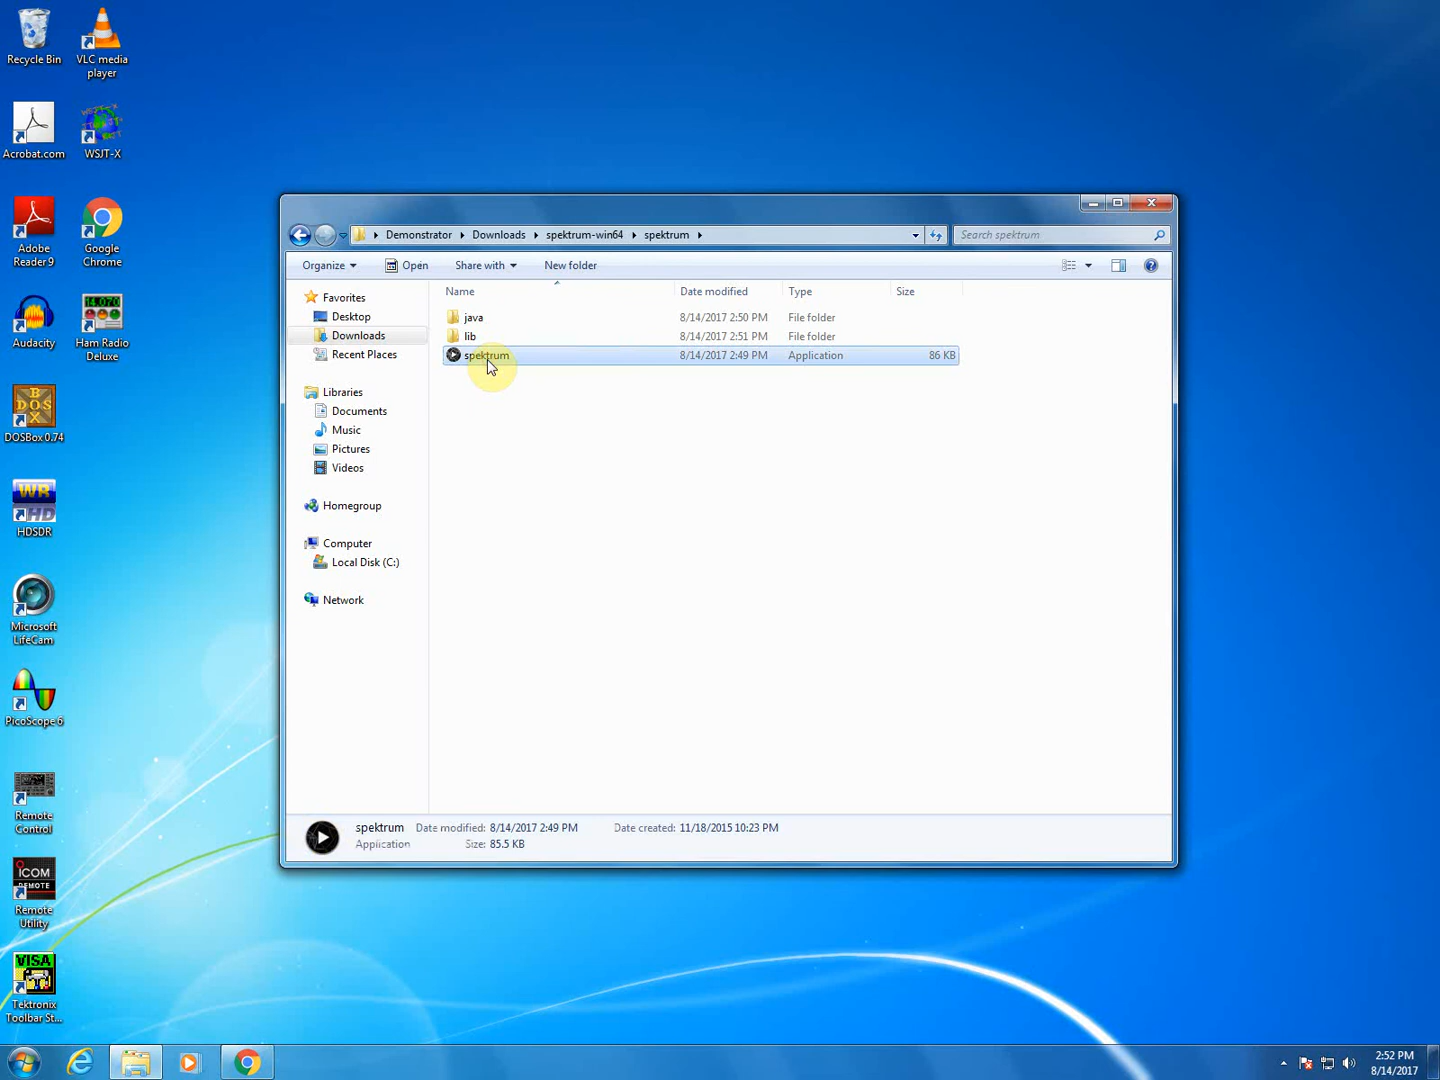 Recycle Bin
VLC media
player
Acrobat.com
WSJT-X
Adobe
Reader 9
Google
Chrome
Audacity
14.070
Ham Radio
Deluxe
DOSBox 0.74
WR
HD
HDSDR
Microsoft
LifeCam
PicoScope 6
Remote
Control
ICOM
REMOTE
Remote
Utility
VISA
Tektronix
Toolbar St...
Demonstrator Downloads spektrum-win64 spektrum
Search spektrum
Organize Open Share with New folder
Favorites
Desktop
Downloads
Recent Places
Libraries
Documents
Music
Pictures
Videos
Homegroup
Computer
Local Disk (C:)
Network
Name Date modified Type Size
java 8/14/2017 2:50 PM File folder
lib 8/14/2017 2:51 PM File folder
spektrum 8/14/2017 2:49 PM Application 86 KB
spektrum Date modified: 8/14/2017 2:49 PM Date created: 11/18/2015 10:23 PM
Application Size: 85.5 KB
2:52 PM
8/14/2017